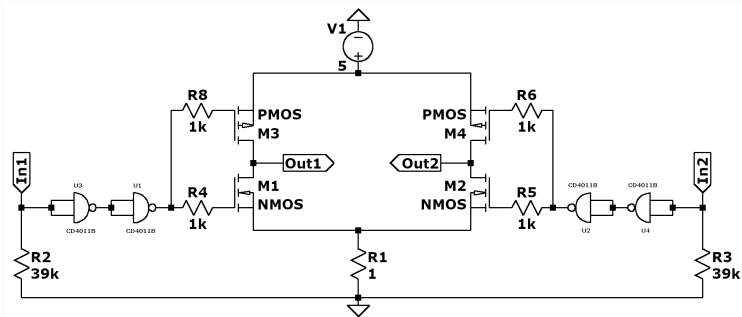 V1
5
R8
1k
PMOS
M3
R6
1k
PMOS
M4
In1
Out1
Out2
In2
U3
U1
CD4011B
CD4011B
R4
1k
M1
NMOS
M2
NMOS
R5
1k
CD4011B
CD4011B
U2
U4
R2
39k
R1
1
R3
39k